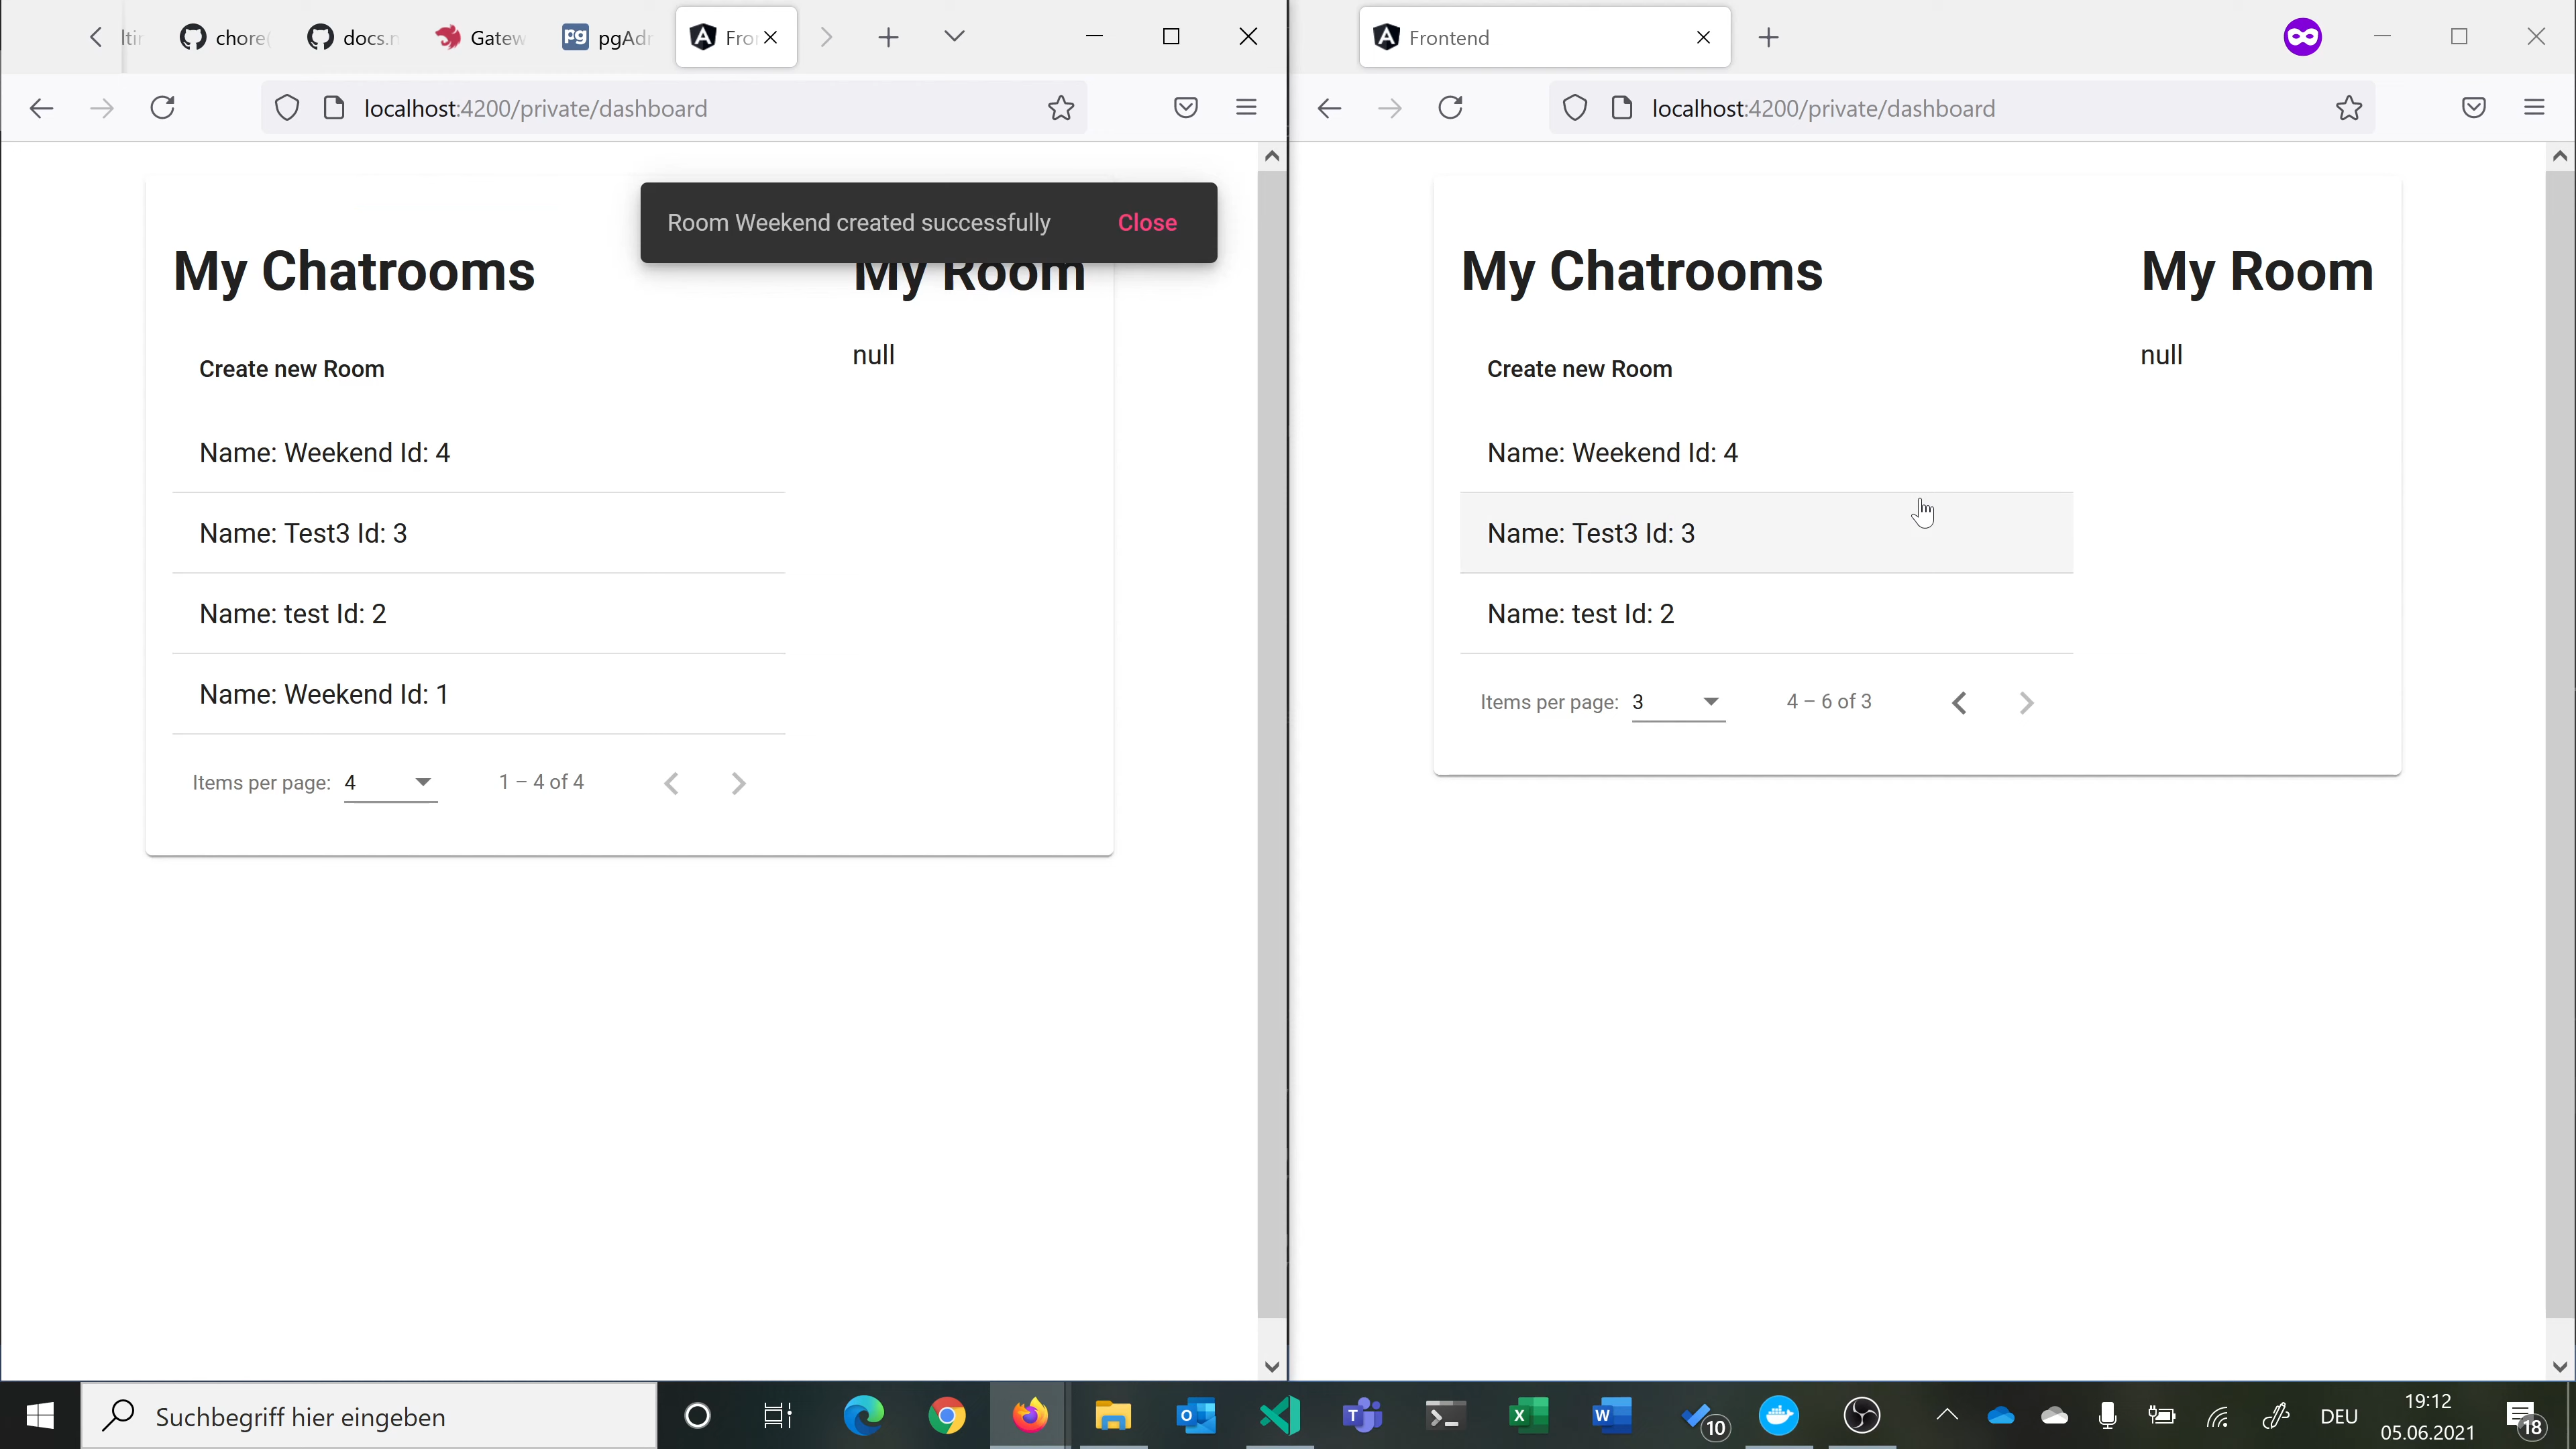 ltir
chore(
docs.n
Gatew
pgAdr
Fro
localhost:4200/private/dashboard
Room Weekend created successfully
Close
My Chatrooms
My Room
Create new Room
null
Name: Weekend Id: 4
Name: Test3 Id: 3
Name: test Id: 2
Name: Weekend Id: 1
Items per page: 4
1 – 4 of 4
Frontend
localhost:4200/private/dashboard
My Chatrooms
My Room
Create new Room
null
Name: Weekend Id: 4
Name: Test3 Id: 3
Name: test Id: 2
Items per page: 3
4 – 6 of 3
Suchbegriff hier eingeben
10
DEU
19:12
05.06.2021
18